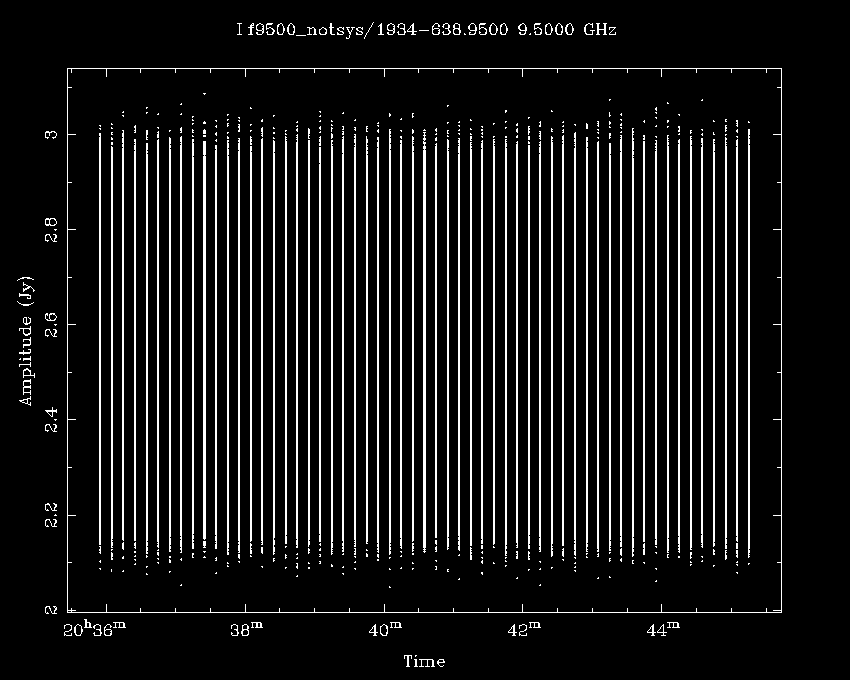 I f9500_notsys/1934−638.9500 9.5000 GHz
3
2.8
2.6
2.4
2.2
2
Amplitude (Jy)
20ʰ36ᵐ 38ᵐ 40ᵐ 42ᵐ 44ᵐ
Time